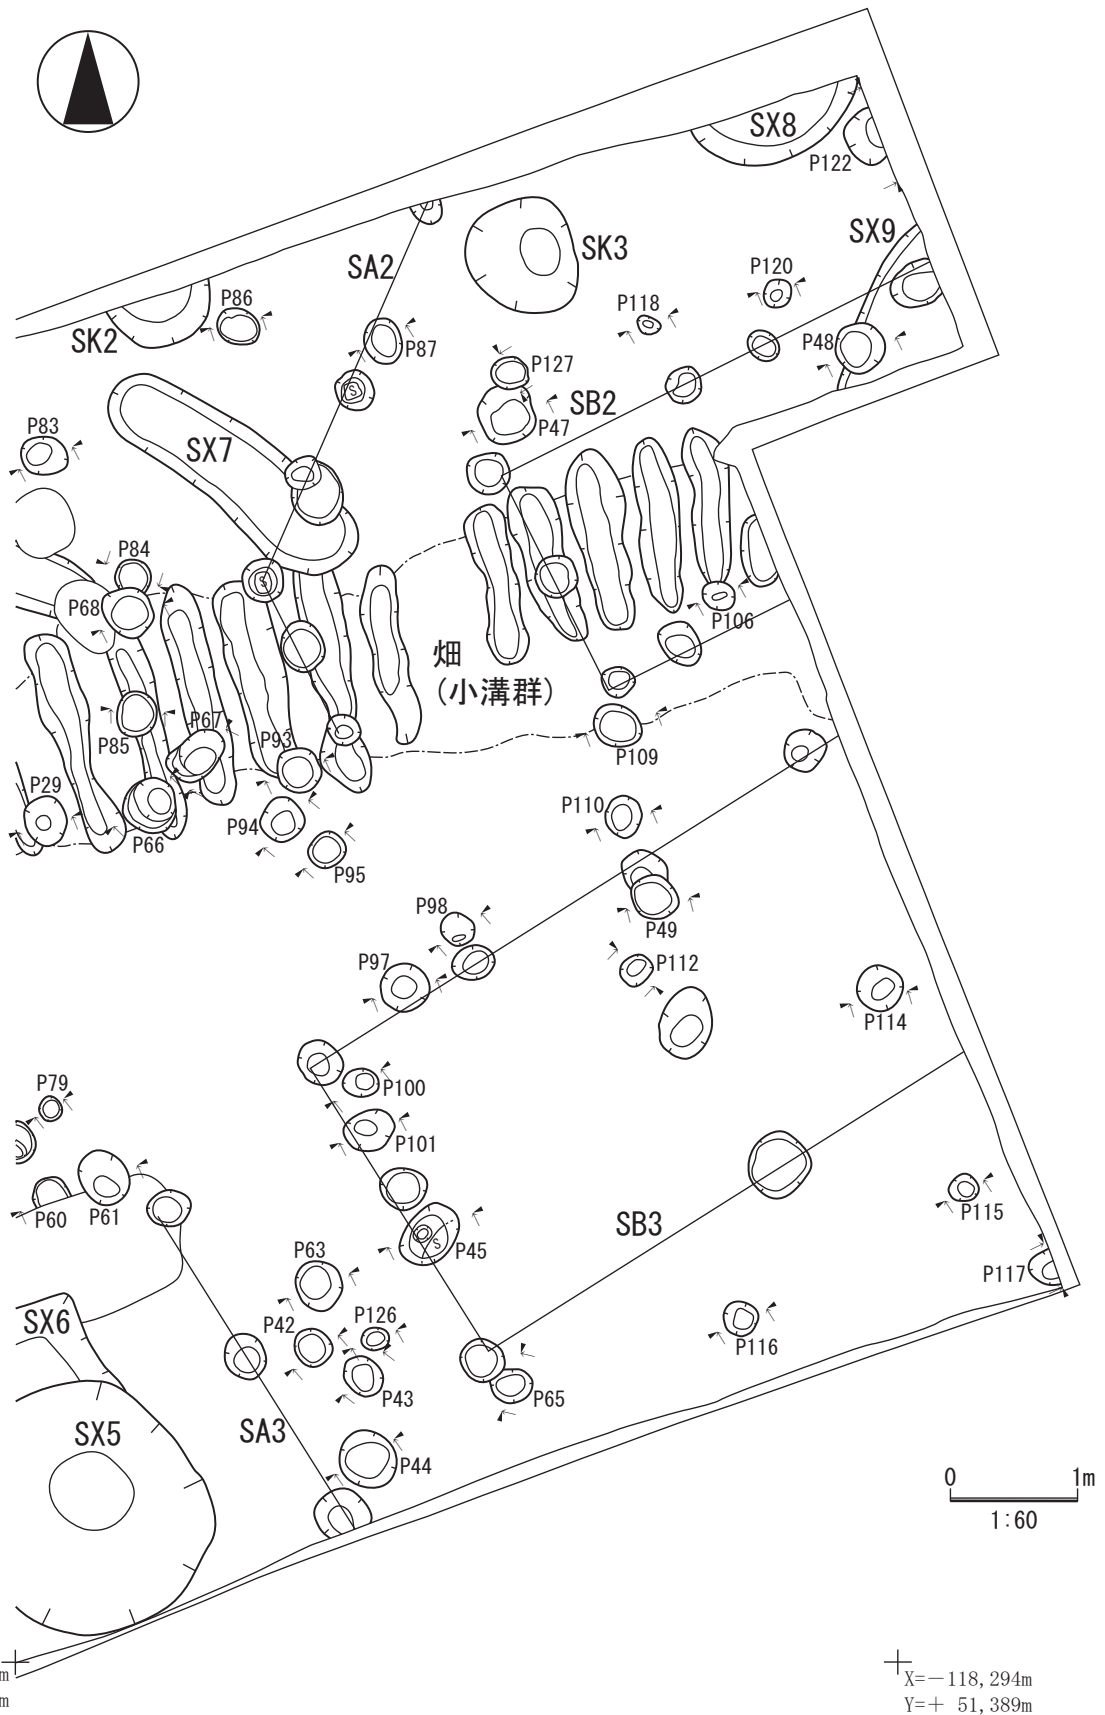 SX8
P122
SX9
SK3
SA2
P120
P86
P118
SK2
P87
P48
P127
SB2
P47
P83
SX7
P84
P68
P106
畑
(小溝群)
P67
P85
P93
P109
P29
P110
P94
P66
P95
P98
P49
P97
P112
P114
P79
P100
P101
P60
P61
P115
SB3
P45
P63
P117
SX6
P42
P126
P116
P43
P65
SX5
SA3
P44
0 1m
1:60
m
X=－118,294m
m
Y=＋ 51,389m
S
S
S